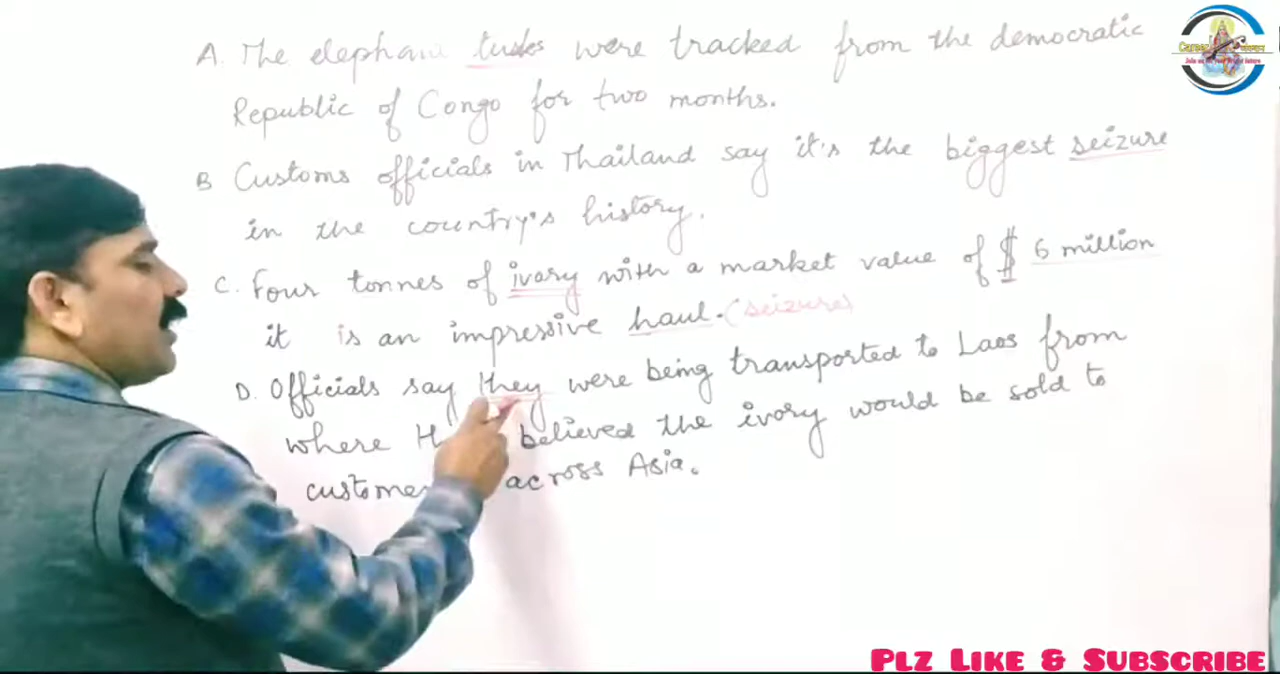 A. The elephan tusks were tracked from the democratic
Republic of Congo for two months.
B Customs officials in Thailand say it's the biggest seizure
in the country's history.
C. Four tonnes of ivory with a market value of $ 6 million
it is an impressive haul. (seizure)
D. Officials say they were being transported to Laos from
where believed the ivory would be sold to
across Asia.
Plz Like & Subscribe